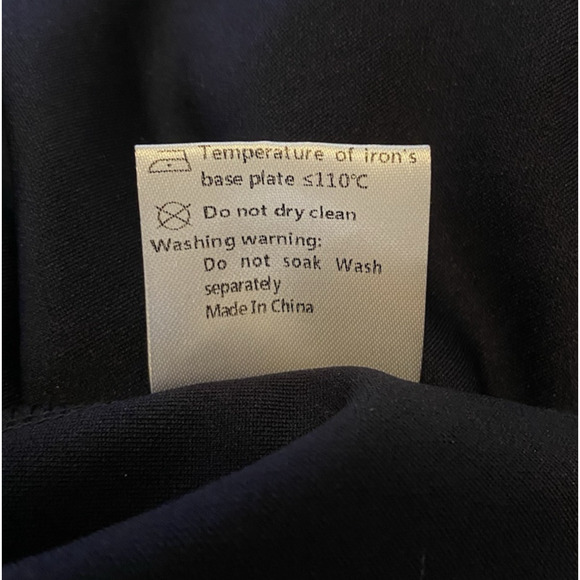 Temperature of iron's
base plate ≤110℃
Do not dry clean
Washing warning:
Do not soak Wash
separately
Made In China